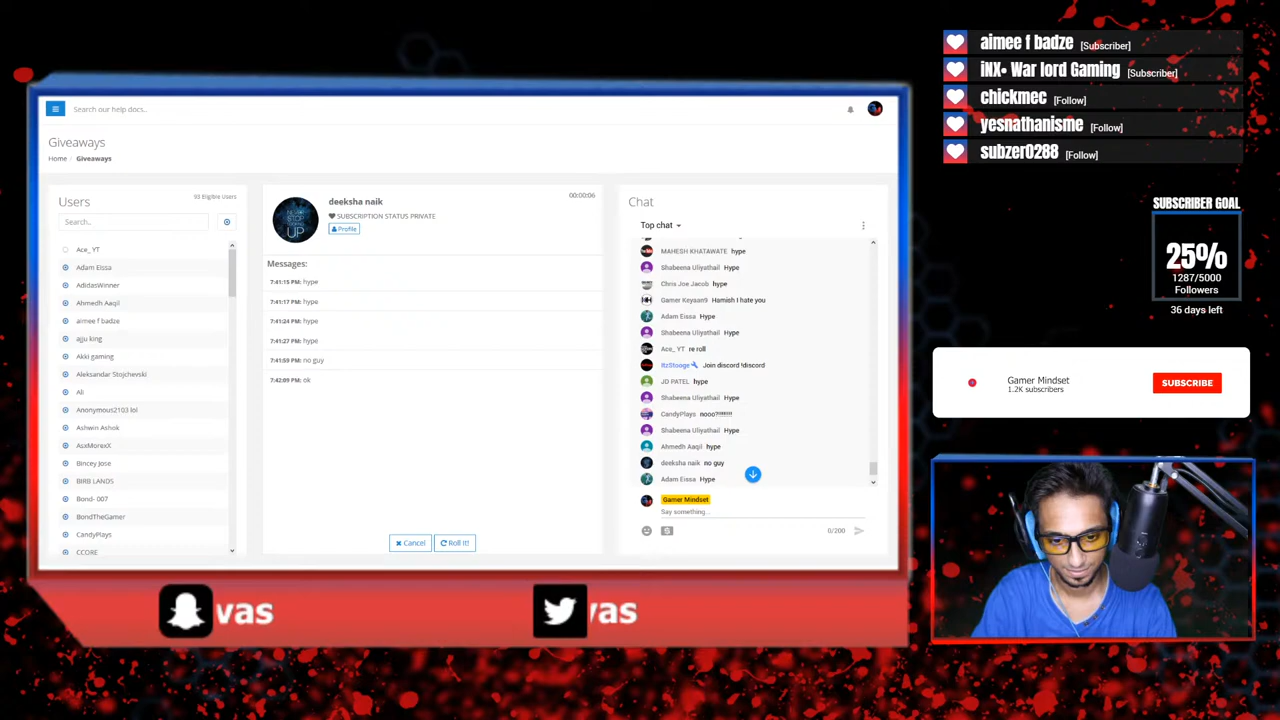 Search our help docs..
Giveaways
Home / Giveaways
Users
93 Eligible Users
Search..
Ace_ YT
Adam Eissa
AdidasWinner
Ahmedh Aaqil
aimee f badze
ajju king
Akki gaming
Aleksandar Stojchevski
Ali
Anonymous2103 lol
Ashwin Ashok
AsxMorexX
Bincey Jose
BIRB LANDS
Bond- 007
BondTheGamer
CandyPlays
CCORE
deeksha naik
00:00:06
SUBSCRIPTION STATUS PRIVATE
Profile
NEVER STOP LOOKING UP
Messages:
7:41:15 PM: hype
7:41:17 PM: hype
7:41:24 PM: hype
7:41:27 PM: hype
7:41:59 PM: no guy
7:42:09 PM: ok
Cancel
Roll It!
Chat
Top chat
MAHESH KHATAWATE hype
Shabeena Uliyathail Hype
Chris Joe Jacob hype
Gamer Keyaan9 Hamish I hate you
Adam Eissa Hype
Shabeena Uliyathail Hype
Ace_ YT re roll
ItzStooge Join discord !discord
JD PATEL hype
Shabeena Uliyathail Hype
CandyPlays nooo?!!!!!!!
Shabeena Uliyathail Hype
Ahmedh Aaqil hype
deeksha naik no guy
Adam Eissa Hype
Gamer Mindset
Say something...
0/200
vas
vas
aimee f badze [Subscriber]
iNX• War lord Gaming [Subscriber]
chickmec [Follow]
yesnathanisme [Follow]
subzer0288 [Follow]
SUBSCRIBER GOAL
25%
1287/5000
Followers
36 days left
Gamer Mindset
1.2K subscribers
SUBSCRIBE